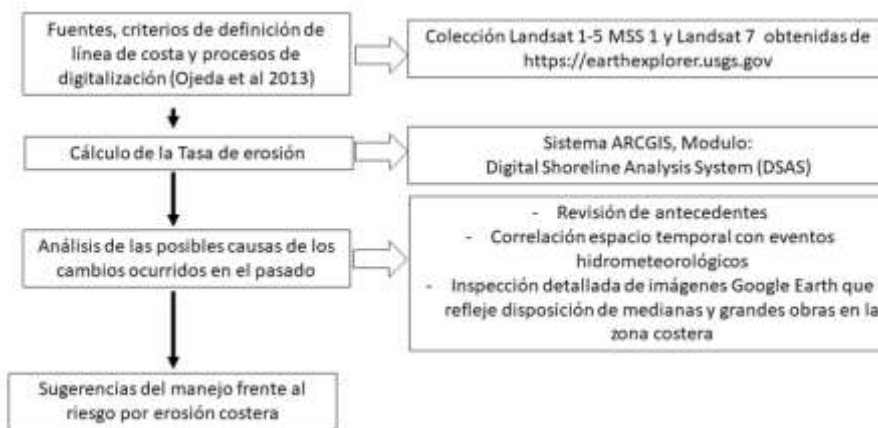 Fuentes, criterios de definición de
línea de costa y procesos de
digitalización (Ojeda et al 2013)
Colección Landsat 1-5 MSS 1 y Landsat 7 obtenidas de
https://earthexplorer.usgs.gov
Cálculo de la Tasa de erosión
Sistema ARCGIS, Modulo:
Digital Shoreline Analysis System (DSAS)
Análisis de las posibles causas de los
cambios ocurridos en el pasado
- Revisión de antecedentes
- Correlación espacio temporal con eventos
hidrometeorológicos
- Inspección detallada de imágenes Google Earth que
refleje disposición de medianas y grandes obras en la
zona costera
Sugerencias del manejo frente al
riesgo por erosión costera